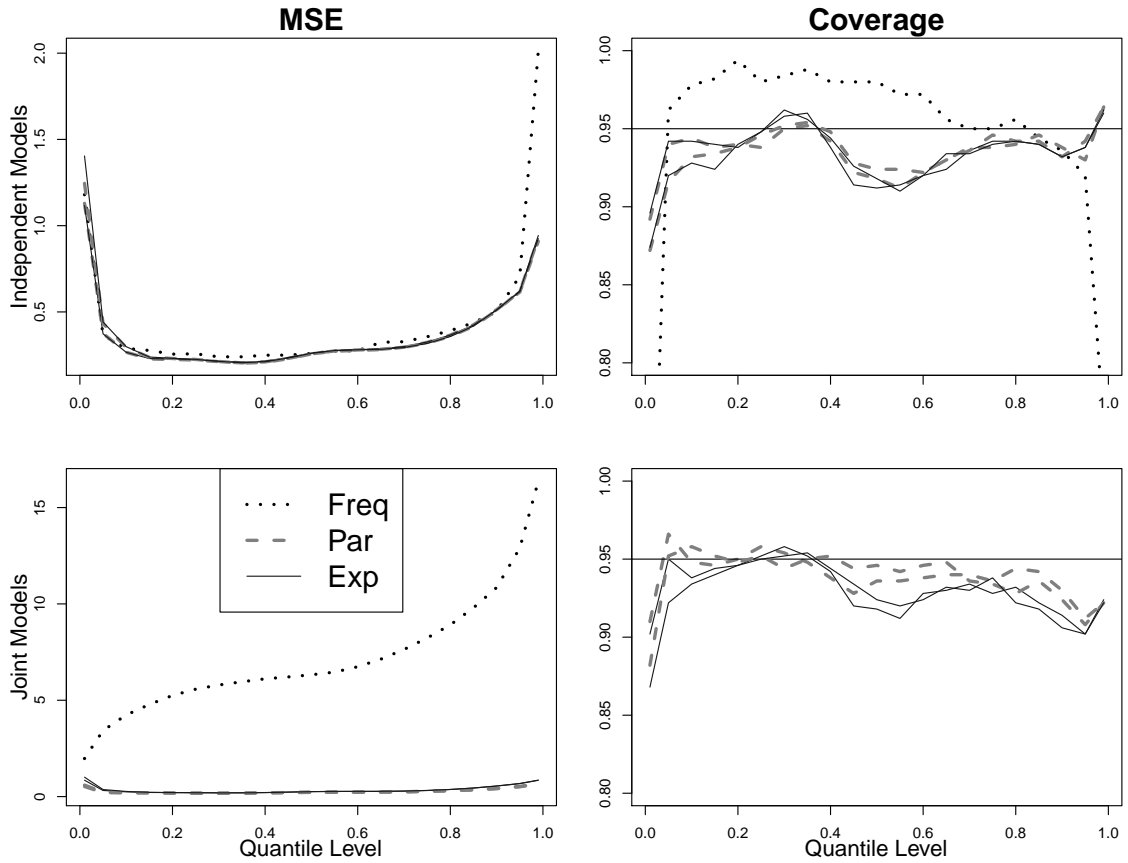 MSE
Coverage
Independent Models
2.0
1.5
1.0
0.5
0.0 0.2 0.4 0.6 0.8 1.0
1.00
0.95
0.90
0.85
0.80
0.0 0.2 0.4 0.6 0.8 1.0
Joint Models
15
10
5
0
Freq
Par
Exp
0.0 0.2 0.4 0.6 0.8 1.0
Quantile Level
1.00
0.95
0.90
0.85
0.80
0.0 0.2 0.4 0.6 0.8 1.0
Quantile Level